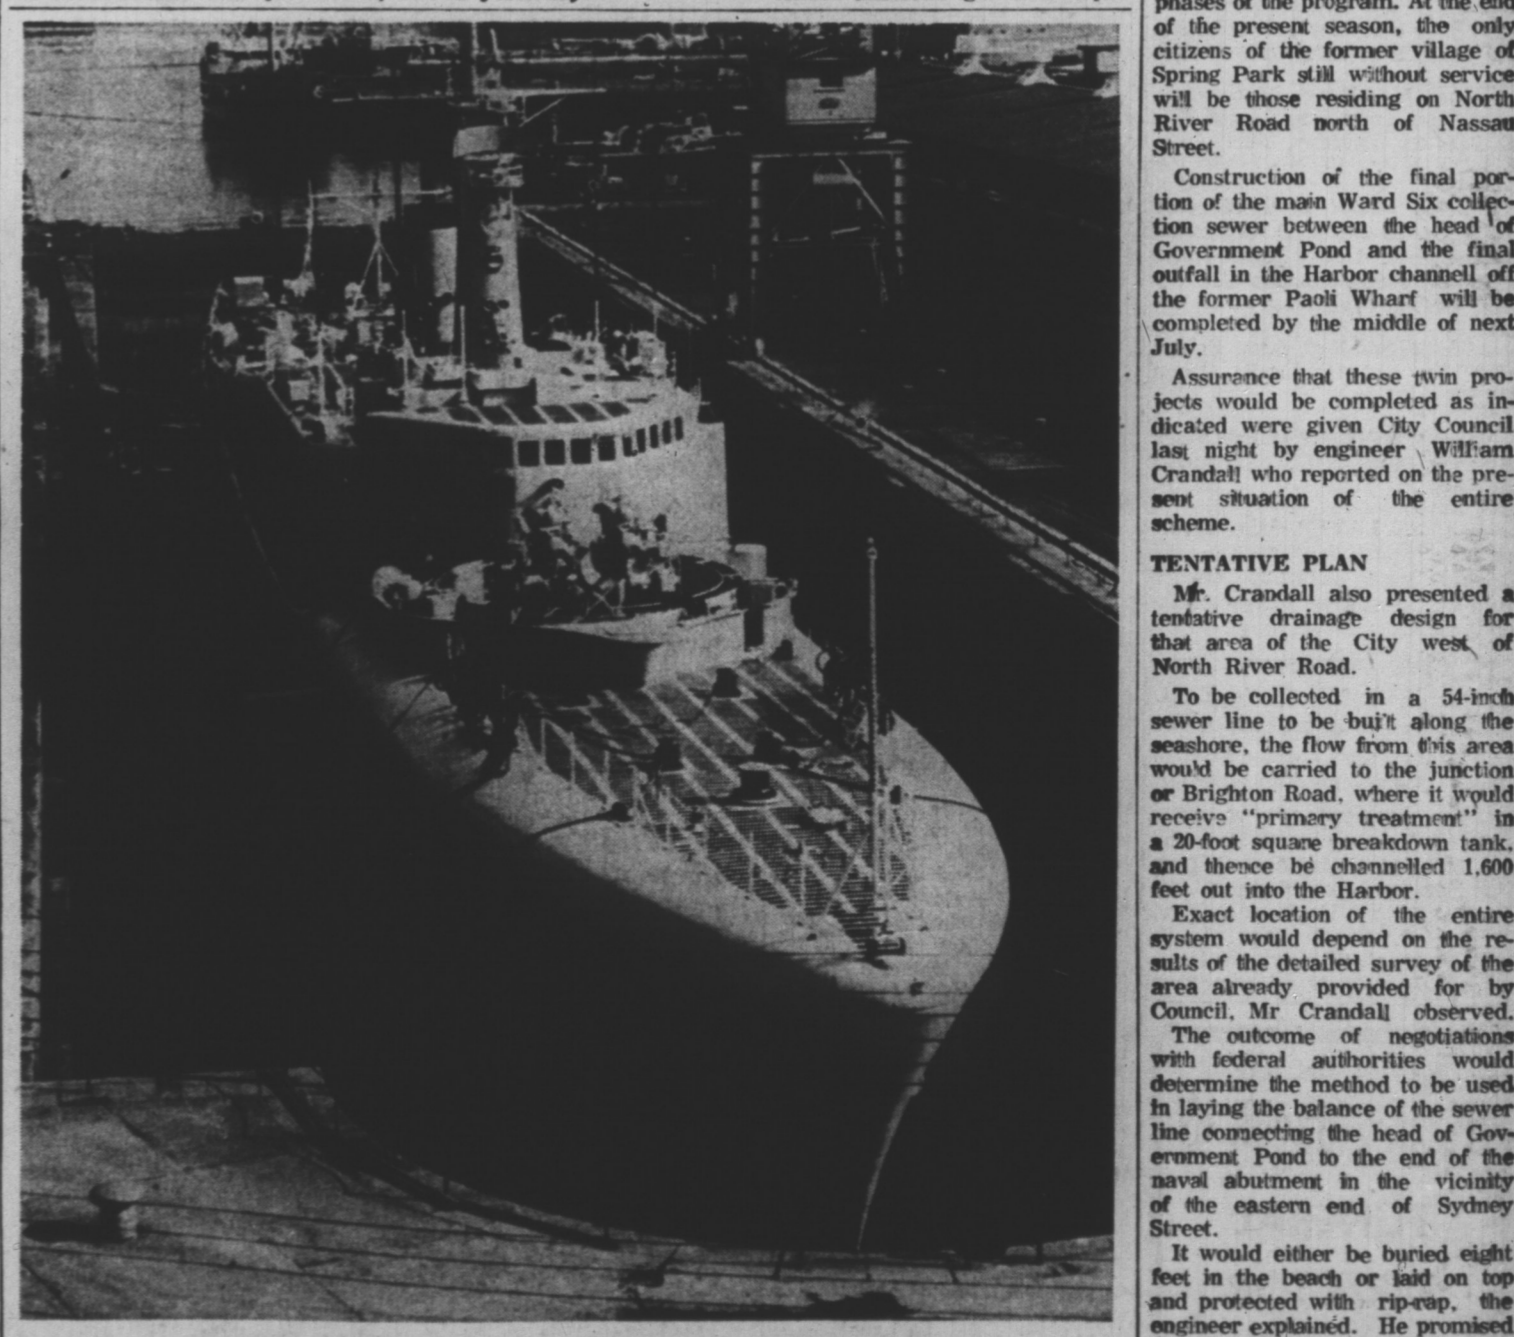 phases of the program. At the end
of the present season, the only
citizens of the former village of
Spring Park still without service
will be those residing on North
River Road north of Nassau
Street.
Construction of the final por-
tion of the main Ward Six collec-
tion sewer between the head of
Government Pond and the final
outfall in the Harbor channell off
the former Paoli Wharf will be
completed by the middle of next
July.
Assurance that these twin pro-
jects would be completed as in-
dicated were given City Council
last night by engineer William
Crandall who reported on the pre-
sent situation of the entire
scheme.
TENTATIVE PLAN
Mr. Crandall also presented a
tentative drainage design for
that area of the City west of
North River Road.
To be collected in a 54-inch
sewer line to be built along the
seashore, the flow from this area
would be carried to the junction
or Brighton Road, where it would
receive "primary treatment" in
a 20-foot square breakdown tank,
and thence be channelled 1,600
feet out into the Harbor.
Exact location of the entire
system would depend on the re-
sults of the detailed survey of the
area already provided for by
Council, Mr Crandall observed.
The outcome of negotiations
with federal authorities would
determine the method to be used
in laying the balance of the sewer
line connecting the head of Gov-
ernment Pond to the end of the
naval abutment in the vicinity
of the eastern end of Sydney
Street.
It would either be buried eight
feet in the beach or laid on top
and protected with rip-rap, the
engineer explained. He promised